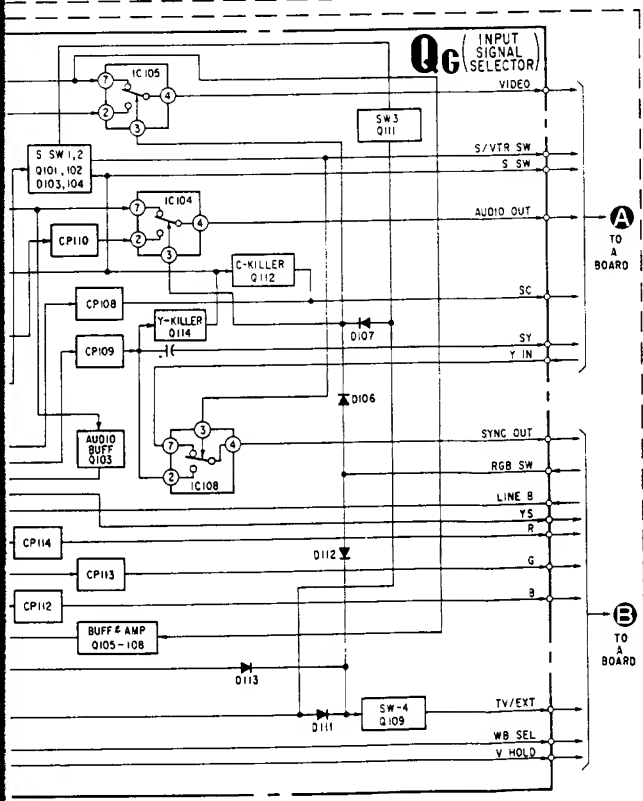 QG
INPUT
SIGNAL
SELECTOR
VIDEO
7
IC105
4
2
3
SW3
Q111
S/VTR SW
S SW1,2
Q101,102
D103,104
S SW
7
IC104
4
AUDIO OUT
A
TO
A
BOARD
CP110
2
3
C-KILLER
Q112
CP108
SC
Y-KILLER
Q114
D107
SY
CP109
Y IN
D106
3
AUDIO
BUFF
Q103
7
4
SYNC OUT
2
IC108
RGB SW
LINE B
YS
R
CP114
D112
G
CP113
B
CP112
B
TO
A
BOARD
BUFF & AMP
Q105-108
D113
SW-4
Q109
TV/EXT
D111
WB SEL
V HOLD